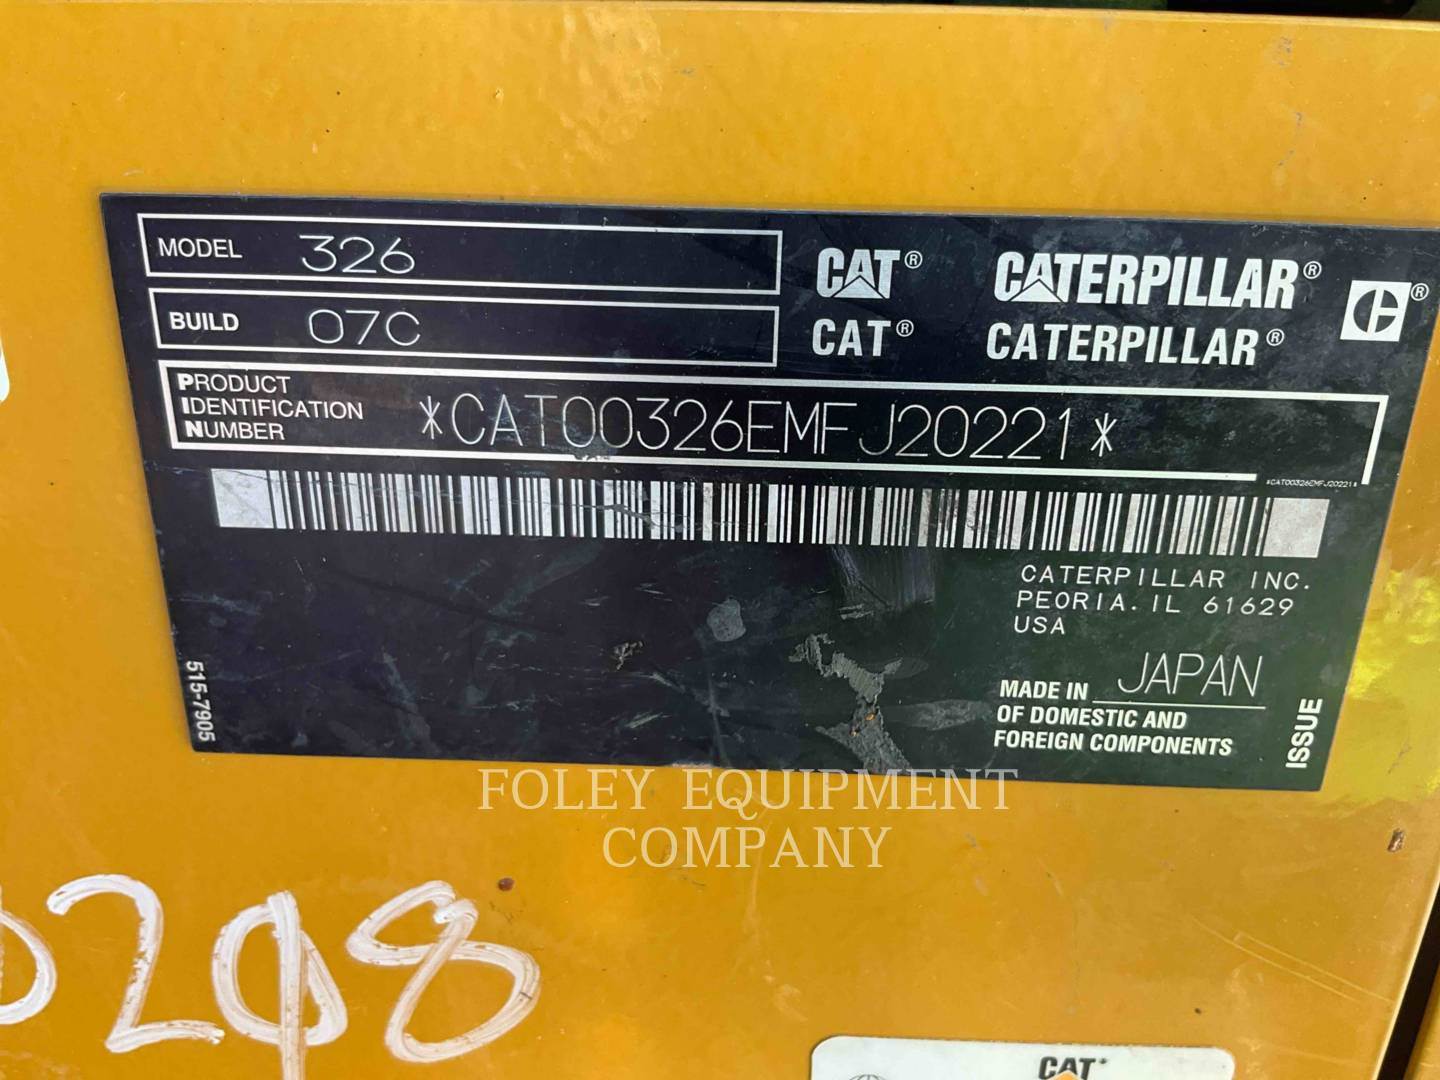 MODEL 326
BUILD 07C
CAT® CATERPILLAR® ®
CAT® CATERPILLAR®
PRODUCT
IDENTIFICATION
NUMBER
*CAT00326EMFJ20221*
*CAT00326EMFJ20221*
CATERPILLAR INC.
PEORIA. IL 61629
USA
MADE IN JAPAN
OF DOMESTIC AND
FOREIGN COMPONENTS
ISSUE
515-7905
FOLEY EQUIPMENT
COMPANY
CAT